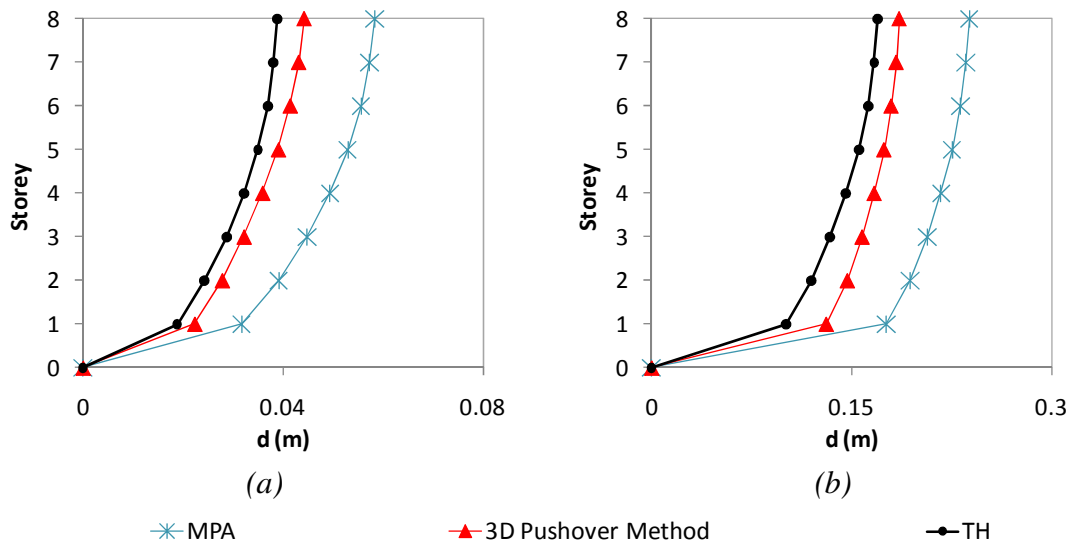 8 8
7 7
6 6
5 5
4 4
3 3
2 2
1 1
0 0
Storey Storey
0 0.04 0.08 0 0.15 0.3
d (m) d (m)
(a) (b)
MPA 3D Pushover Method TH